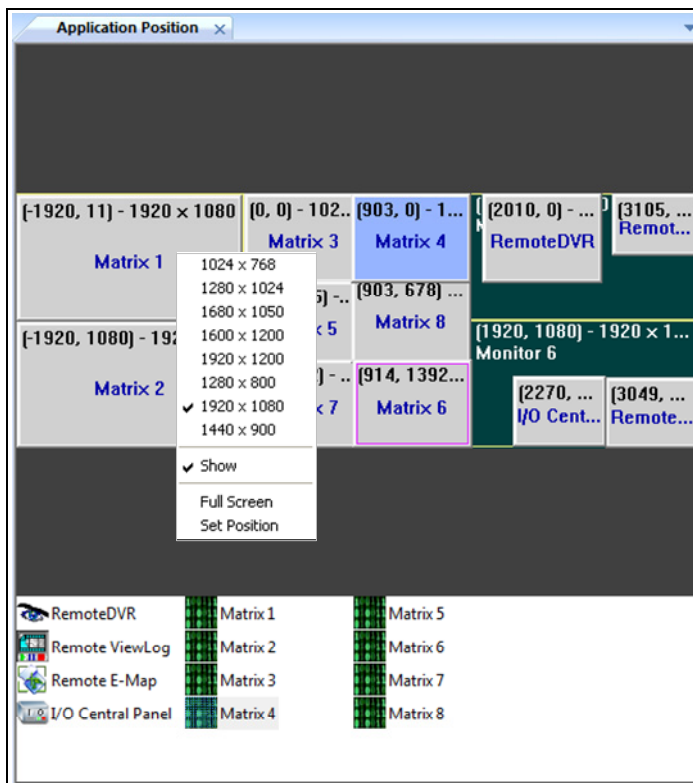 Application Position
(-1920, 11) - 1920 x 1080
Matrix 1
(0, 0) - 102...
Matrix 3
(903, 0) - 1...
Matrix 4
(2010, 0) - ...
RemoteDVR
(3105, ...
Remot...
1024 x 768
1280 x 1024
1680 x 1050
1600 x 1200
1920 x 1200
1280 x 800
1920 x 1080
1440 x 900
Show
Full Screen
Set Position
5
(903, 678) ...
Matrix 8
(-1920, 1080) - 19
Matrix 2
7
(914, 1392...
Matrix 6
(1920, 1080) - 1920 x 1...
Monitor 6
(2270, ...
I/O Cent...
(3049, ...
Remote...
RemoteDVR
Matrix 1
Matrix 5
Remote ViewLog
Matrix 2
Matrix 6
Remote E-Map
Matrix 3
Matrix 7
I/O Central Panel
Matrix 4
Matrix 8